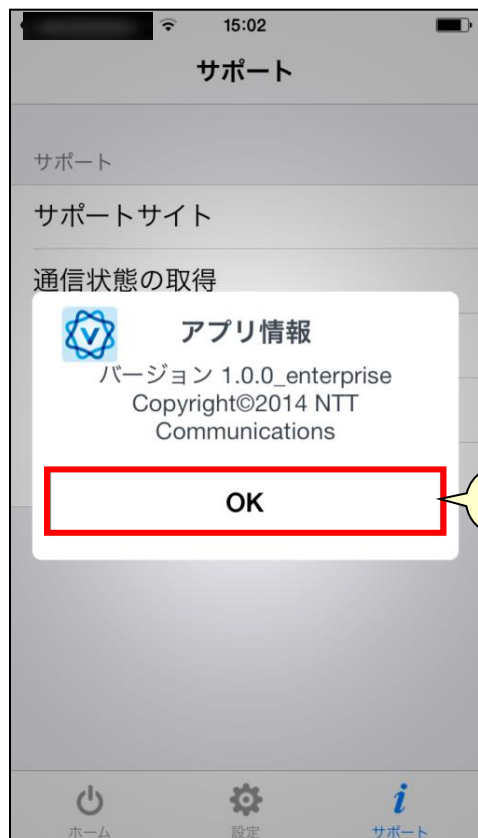 15:02
サポート
サポート
サポートサイト
通信状態の取得
V
アプリ情報
バージョン 1.0.0_enterprise
Copyright©2014 NTT
Communications
OK
ホーム
設定
i
サポート